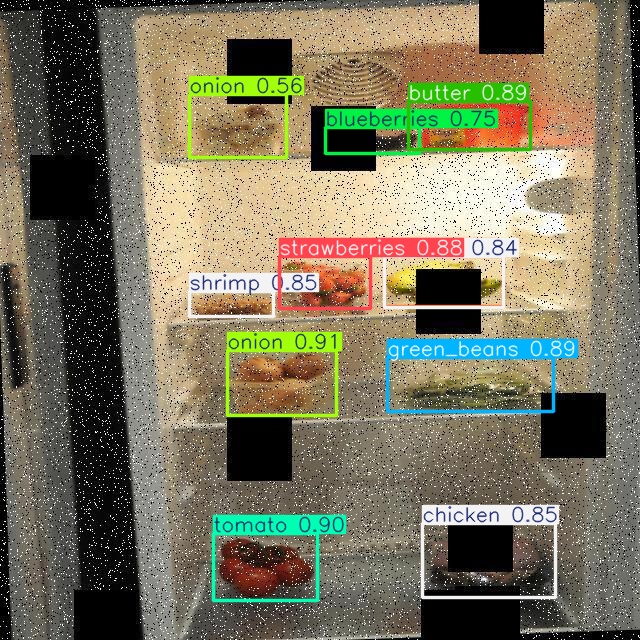 onion 0.56
butter 0.89
blueberries 0.75
strawberries 0.88
0.84
shrimp 0.85
onion 0.91
green_beans 0.89
tomato 0.90
chicken 0.85